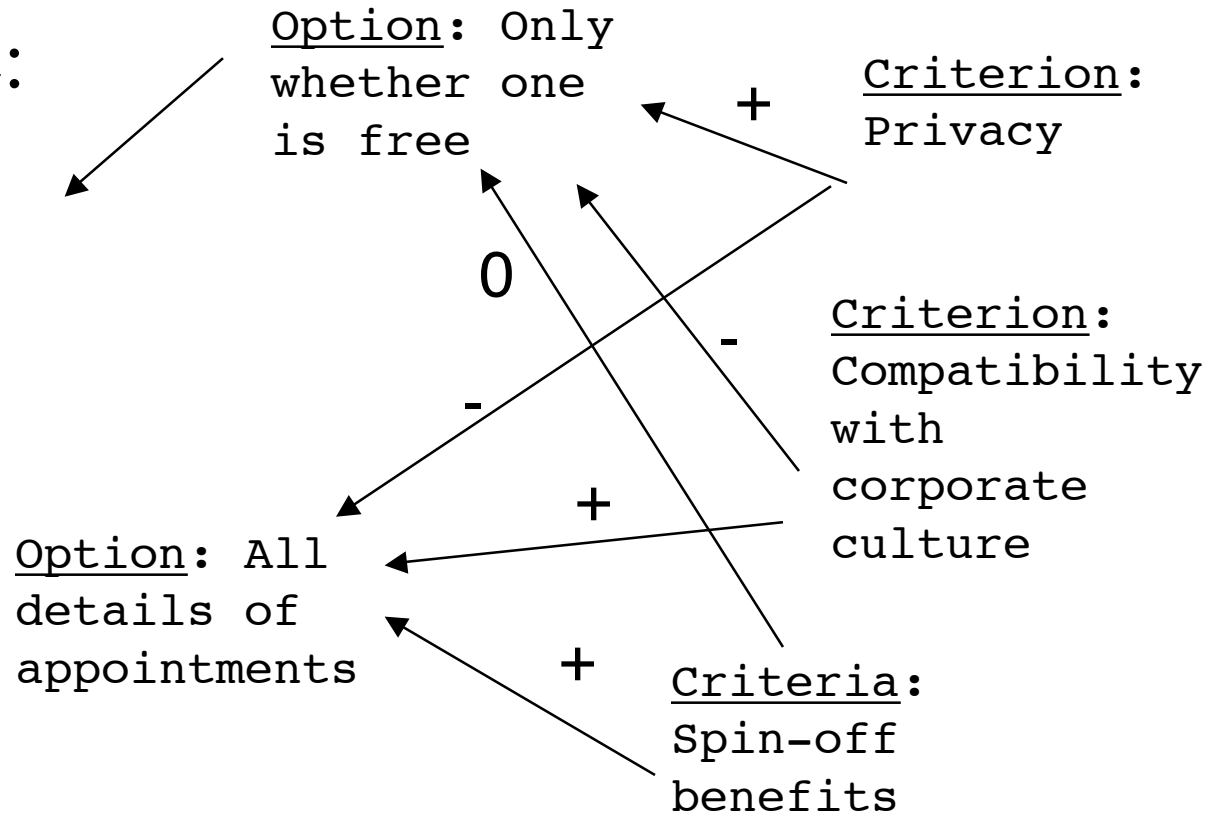 :
Option: Only
whether one
is free
+
Criterion:
Privacy
0
-
Criterion:
Compatibility
with
corporate
culture
-
+
Option: All
details of
appointments
+
Criteria:
Spin-off
benefits